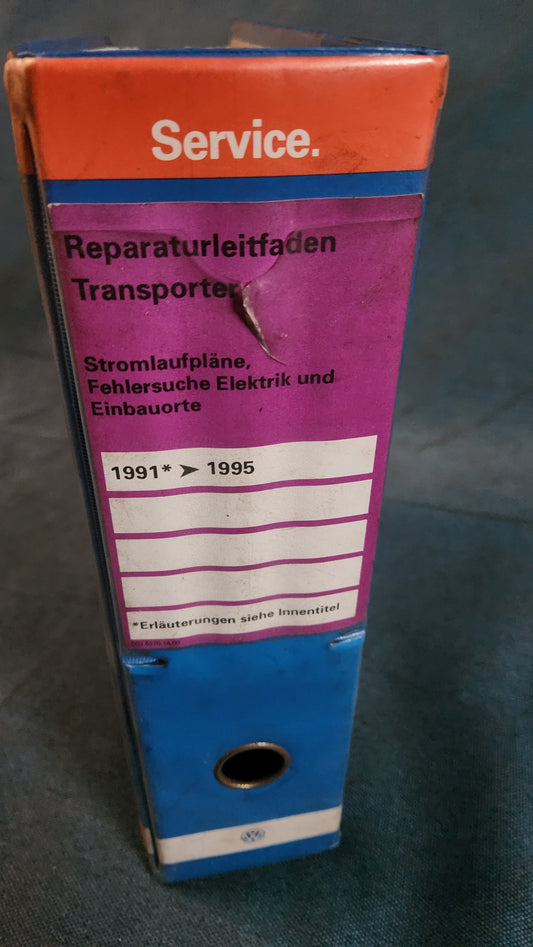 Service.
Reparaturleitfaden
Transporter
Stromlaufpläne,
Fehlersuche Elektrik und
Einbauorte
1991* ➤ 1995
*Erläuterungen siehe Innentitel